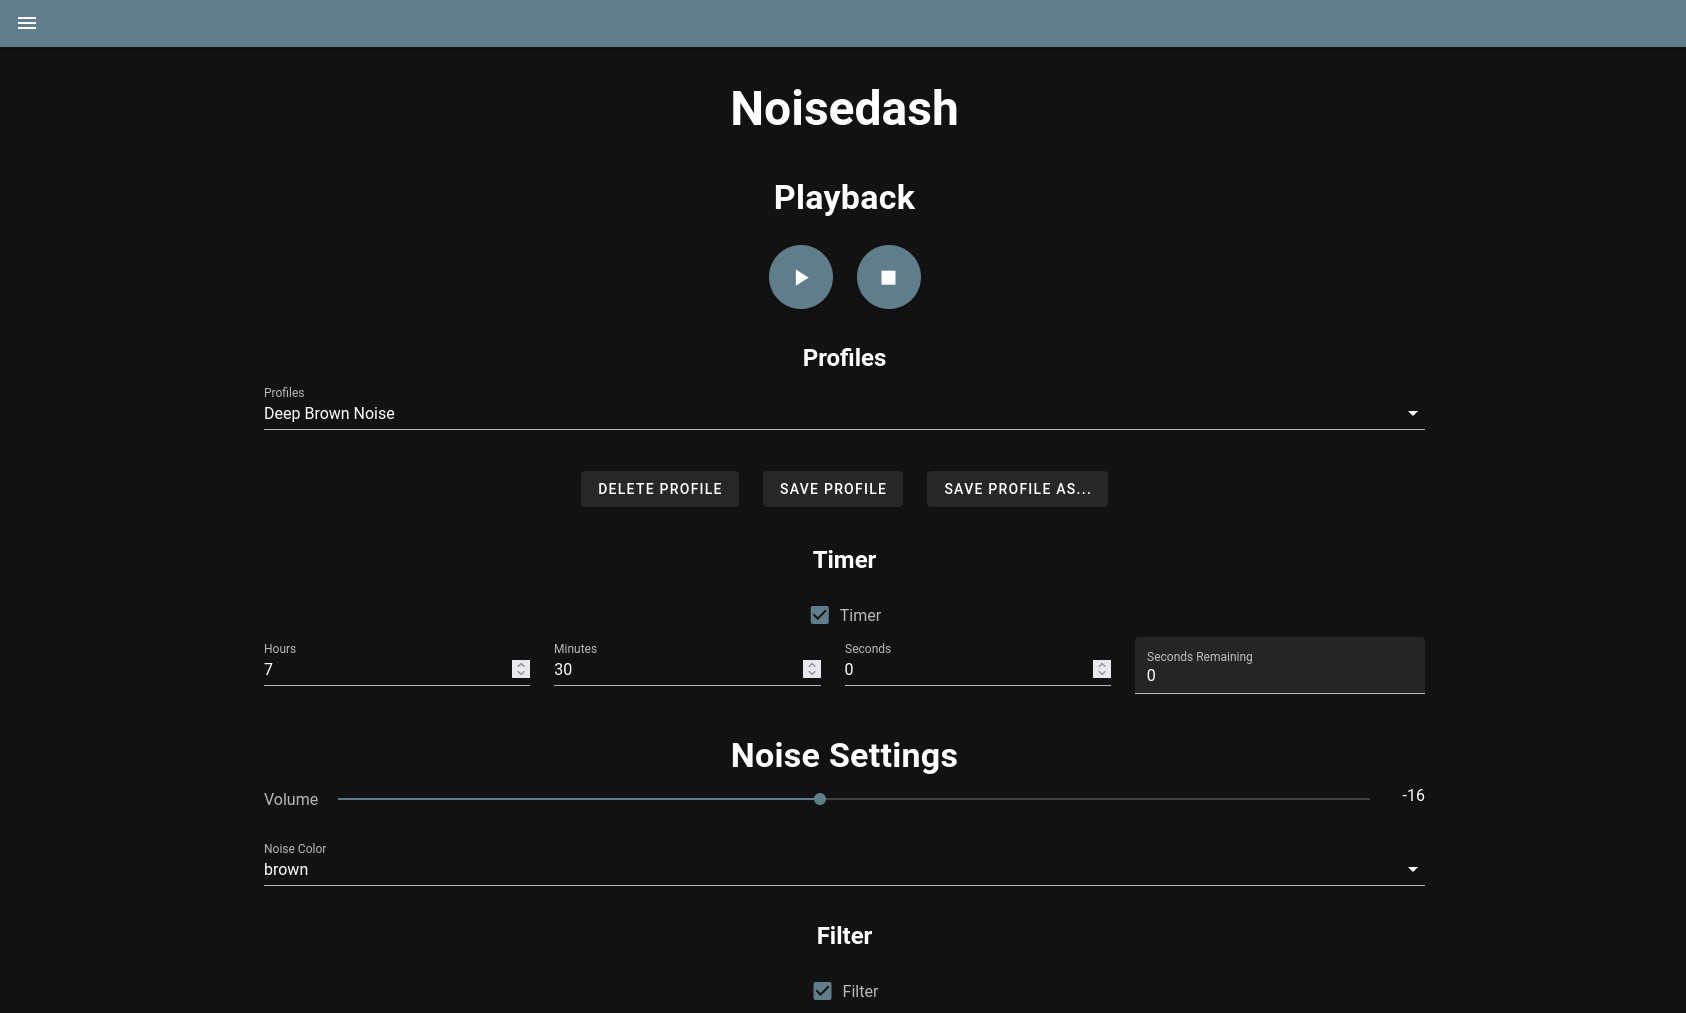 Noisedash
Playback
Profiles
Profiles
Deep Brown Noise
DELETE PROFILE
SAVE PROFILE
SAVE PROFILE AS...
Timer
Timer
Hours
7
Minutes
30
Seconds
0
Seconds Remaining
0
Noise Settings
Volume
-16
Noise Color
brown
Filter
Filter